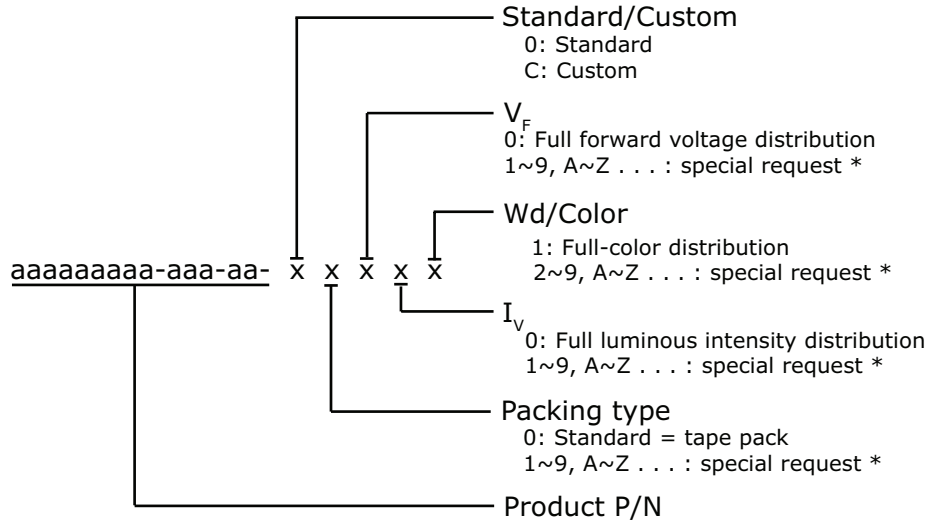 Standard/Custom
0: Standard
C: Custom
VF
0: Full forward voltage distribution
1~9, A~Z . . . : special request *
Wd/Color
1: Full-color distribution
2~9, A~Z . . . : special request *
aaaaaaaaa-aaa-aa- x x x x x
IV
0: Full luminous intensity distribution
1~9, A~Z . . . : special request *
Packing type
0: Standard = tape pack
1~9, A~Z . . . : special request *
Product P/N